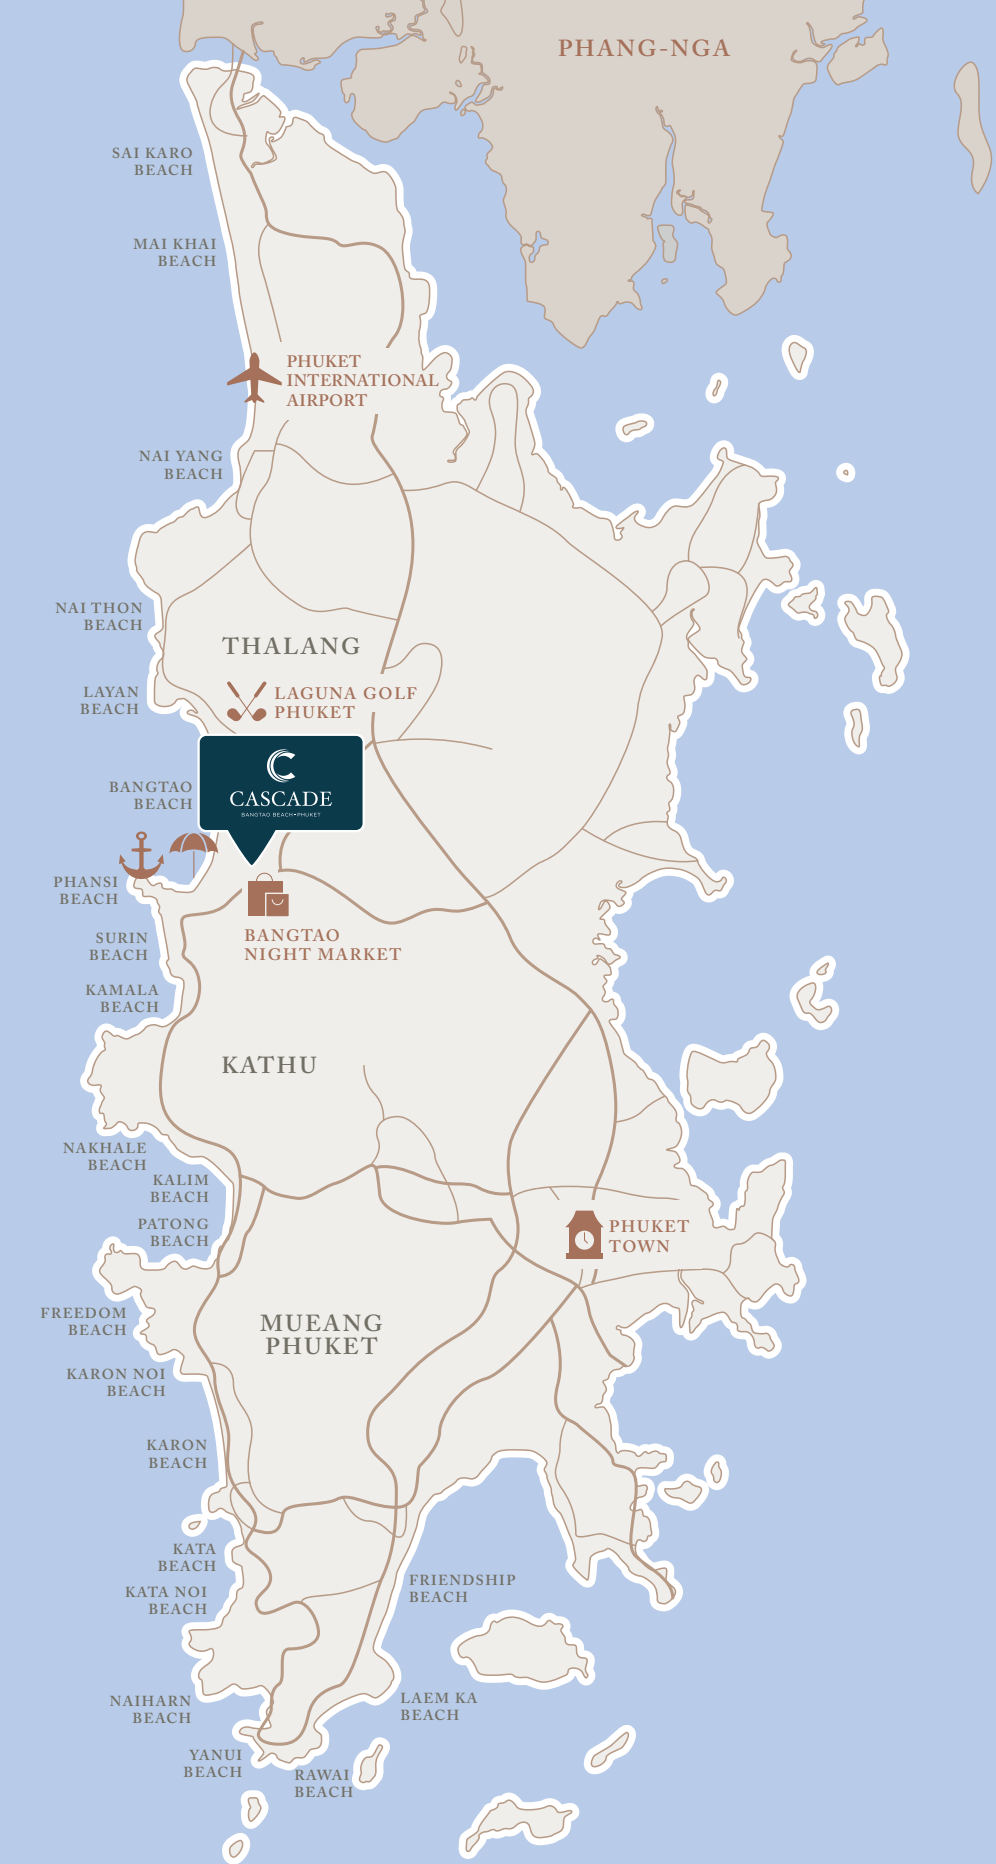 PHANG-NGA
SAI KARO
BEACH
MAI KHAI
BEACH
PHUKET
INTERNATIONAL
AIRPORT
NAI YANG
BEACH
NAI THON
BEACH
THALANG
LAYAN
BEACH
LAGUNA GOLF
PHUKET
BANGTAO
BEACH
C
CASCADE
BANGTAO BEACH•PHUKET
PHANSI
BEACH
SURIN
BEACH
BANGTAO
NIGHT MARKET
KAMALA
BEACH
KATHU
NAKHALE
BEACH
KALIM
BEACH
PATONG
BEACH
PHUKET
TOWN
FREEDOM
BEACH
MUEANG
PHUKET
KARON NOI
BEACH
KARON
BEACH
KATA
BEACH
KATA NOI
BEACH
FRIENDSHIP
BEACH
NAIHARN
BEACH
LAEM KA
BEACH
YANUI
BEACH
RAWAI
BEACH